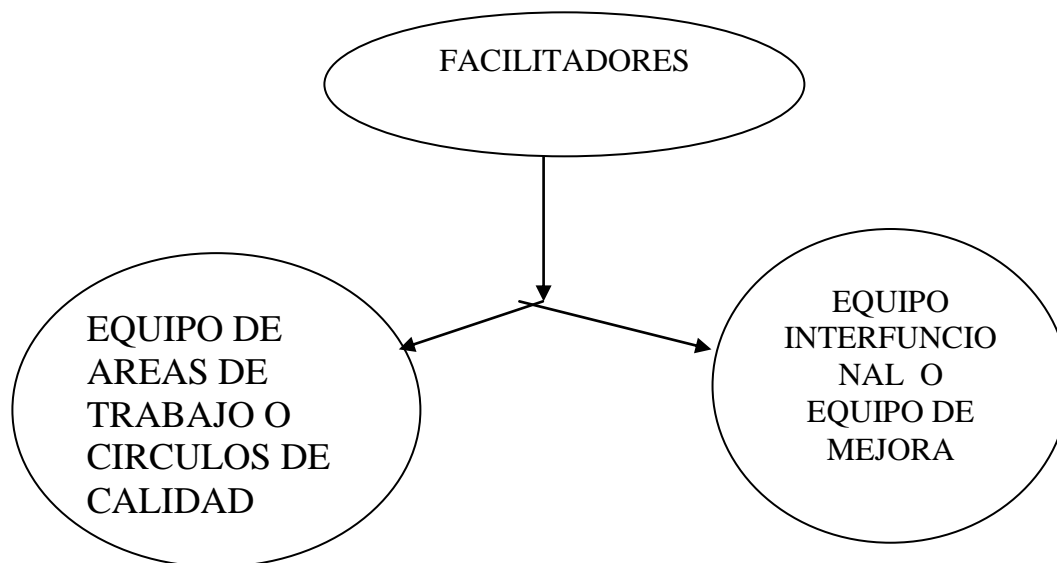 FACILITADORES
EQUIPO DE
AREAS DE
TRABAJO O
CIRCULOS DE
CALIDAD
EQUIPO
INTERFUNCIO
NAL O
EQUIPO DE
MEJORA